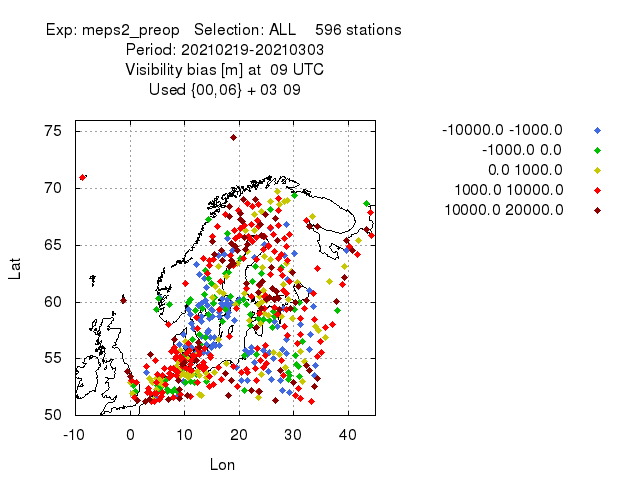 Exp: meps2_preop Selection: ALL 596 stations
Period: 20210219-20210303
Visibility bias [m] at 09 UTC
Used {00,06} + 03 09
-10000.0 -1000.0
-1000.0 0.0
0.0 1000.0
1000.0 10000.0
10000.0 20000.0
75
70
65
60
55
50
Lat
-10 0 10 20 30 40
Lon